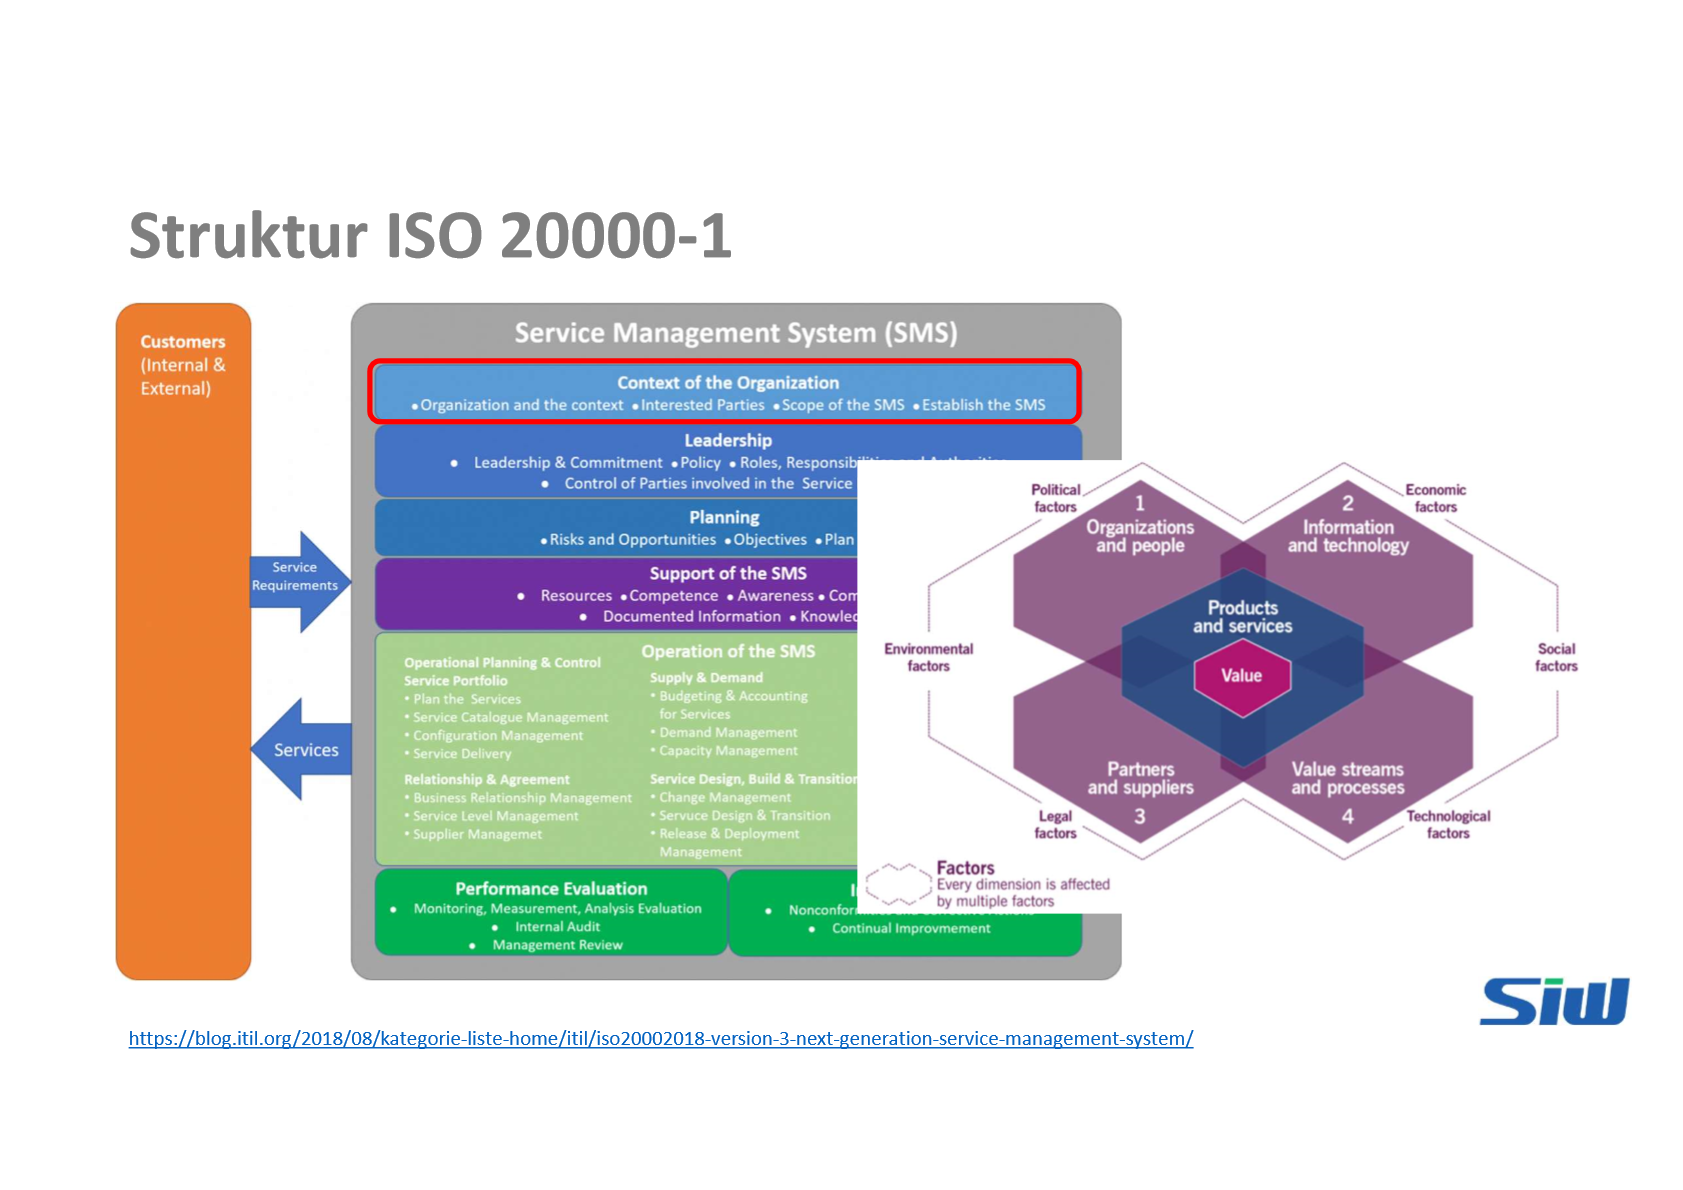 Struktur ISO 20000-1
Customers
(Internal &
External)
Service
Requirements
Services
Service Management System (SMS)
Context of the Organization
•Organization and the context •Interested Parties •Scope of the SMS •Establish the SMS
Leadership
• Leadership & Commitment •Policy •Roles,
• Control of Parties involved in the Service
Planning
•Risks and Opportunities •Objectives •Plan
Support of the SMS
• Resources •Competence •Awareness •
• Documented Information •
Operation of the SMS
Operational Planning & Control
Service Portfolio
• Plan the Services
• Service Catalogue Management
• Configuration Management
• Service Delivery
Relationship & Agreement
• Business Relationship Management
• Service Level Management
• Supplier Managemet
Supply & Demand
• Budgeting & Accounting
for Services
• Demand Management
• Capacity Management
Service Design, Build & Transition
• Change Management
• Servuce Design & Transition
• Release & Deployment
Management
Performance Evaluation
• Monitoring, Measurement, Analysis Evaluation
• Internal Audit
• Management Review
• Continual Improvmement
Political
factors
Economic
factors
1
Organizations
and people
2
Information
and technology
Products
and services
Value
Environmental
factors
Social
factors
Partners
and suppliers
3
Value streams
and processes
4
Legal
factors
Technological
factors
Factors
Every dimension is affected
by multiple factors
Siw
https://blog.itil.org/2018/08/kategorie-liste-home/itil/iso20002018-version-3-next-generation-service-management-system/